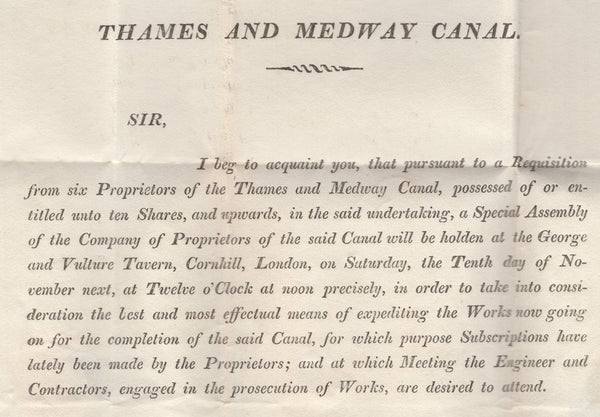 THAMES AND MEDWAY CANAL.
SIR,
I beg to acquaint you, that pursuant to a Requisition
from six Proprietors of the Thames and Medway Canal, possessed of or en-
titled unto ten Shares, and upwards, in the said undertaking, a Special Assembly
of the Company of Proprietors of the said Canal will be holden at the George
and Vulture Tavern, Cornhill, London, on Saturday, the Tenth day of No-
vember next, at Twelve o'Clock at noon precisely, in order to take into consi-
deration the best and most effectual means of expediting the Works now going
on for the completion of the said Canal, for which purpose Subscriptions have
lately been made by the Proprietors; and at which Meeting the Engineer and
Contractors, engaged in the prosecution of Works, are desired to attend.